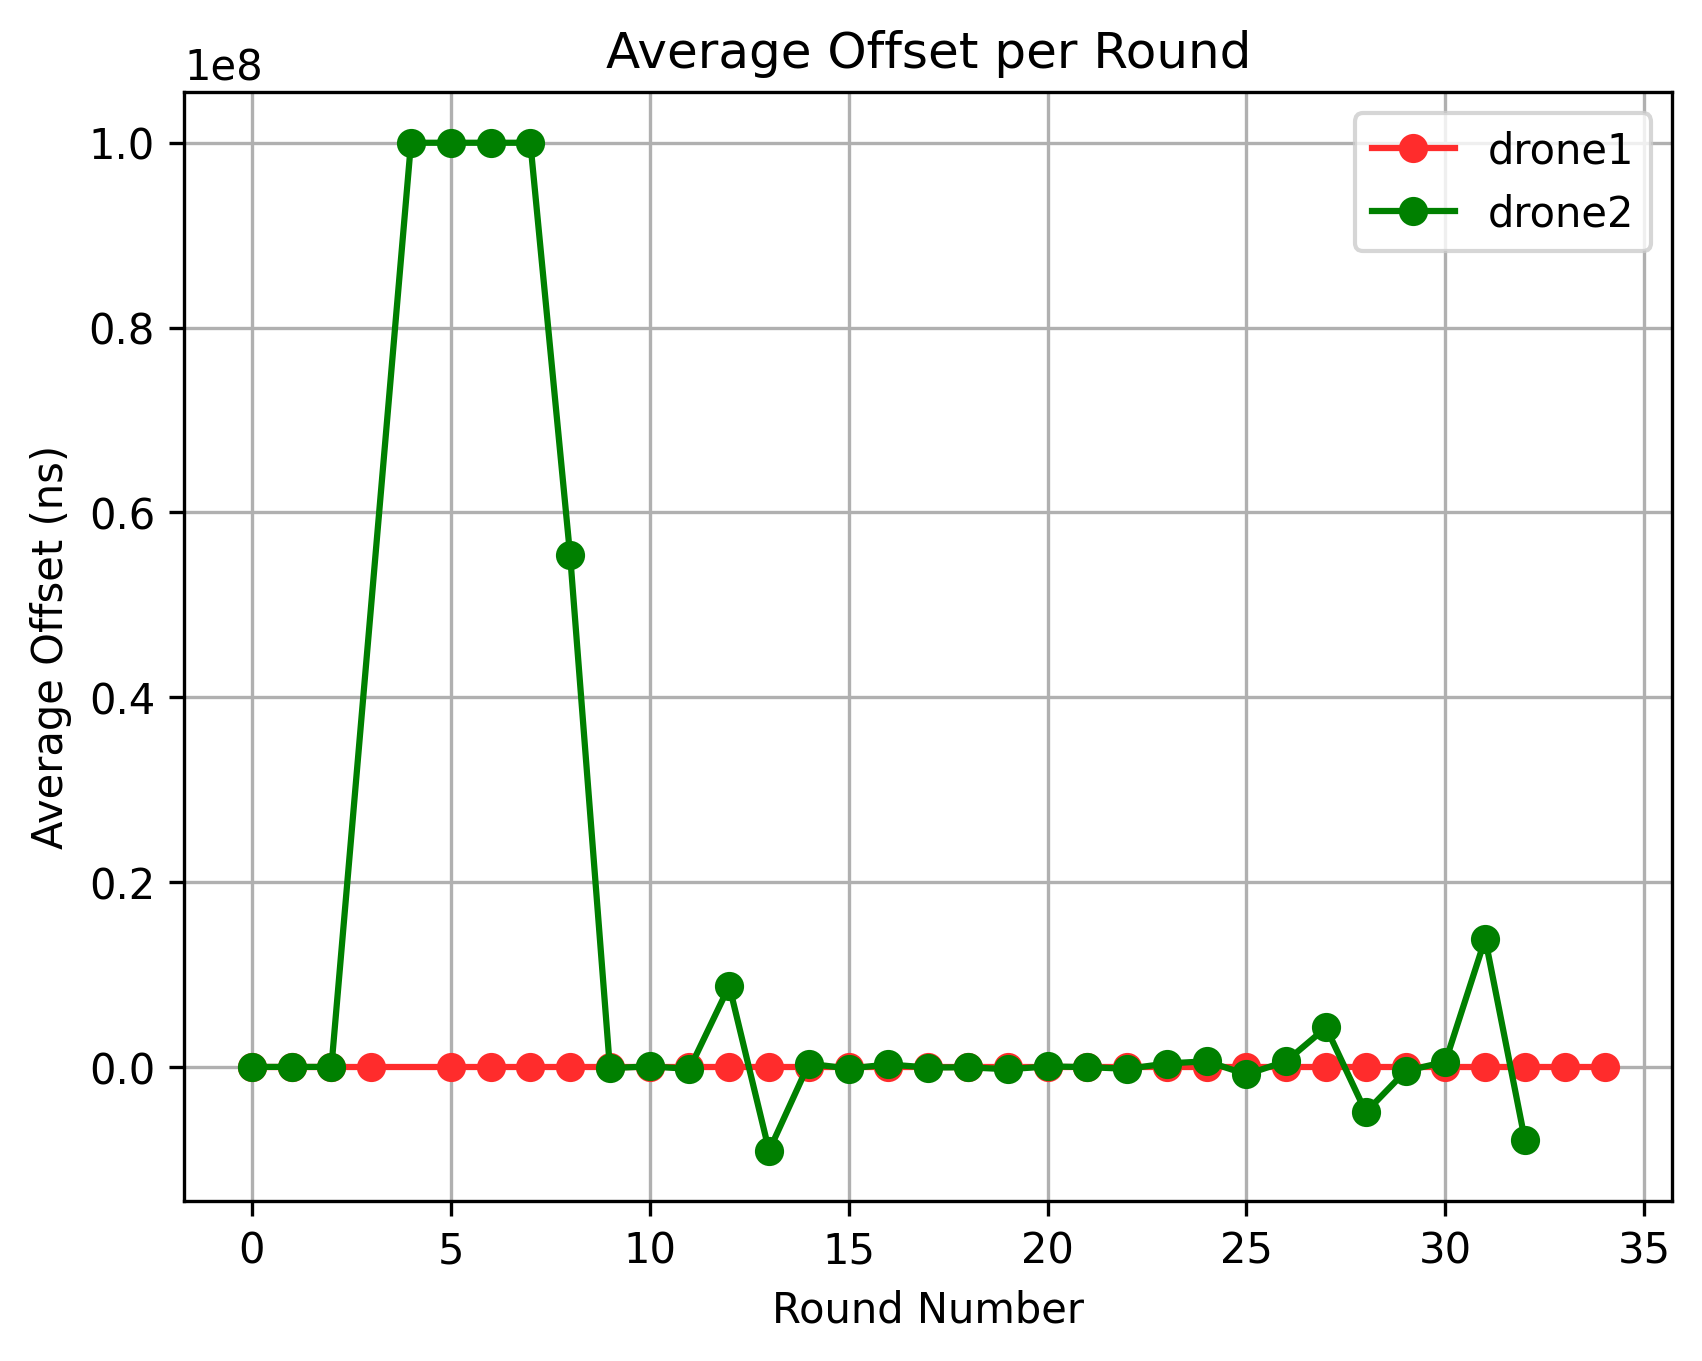 Average Offset per Round
1e8
drone1
drone2
1.0
0.8
0.6
0.4
0.2
0.0
Average Offset (ns)
0 5 10 15 20 25 30 35
Round Number